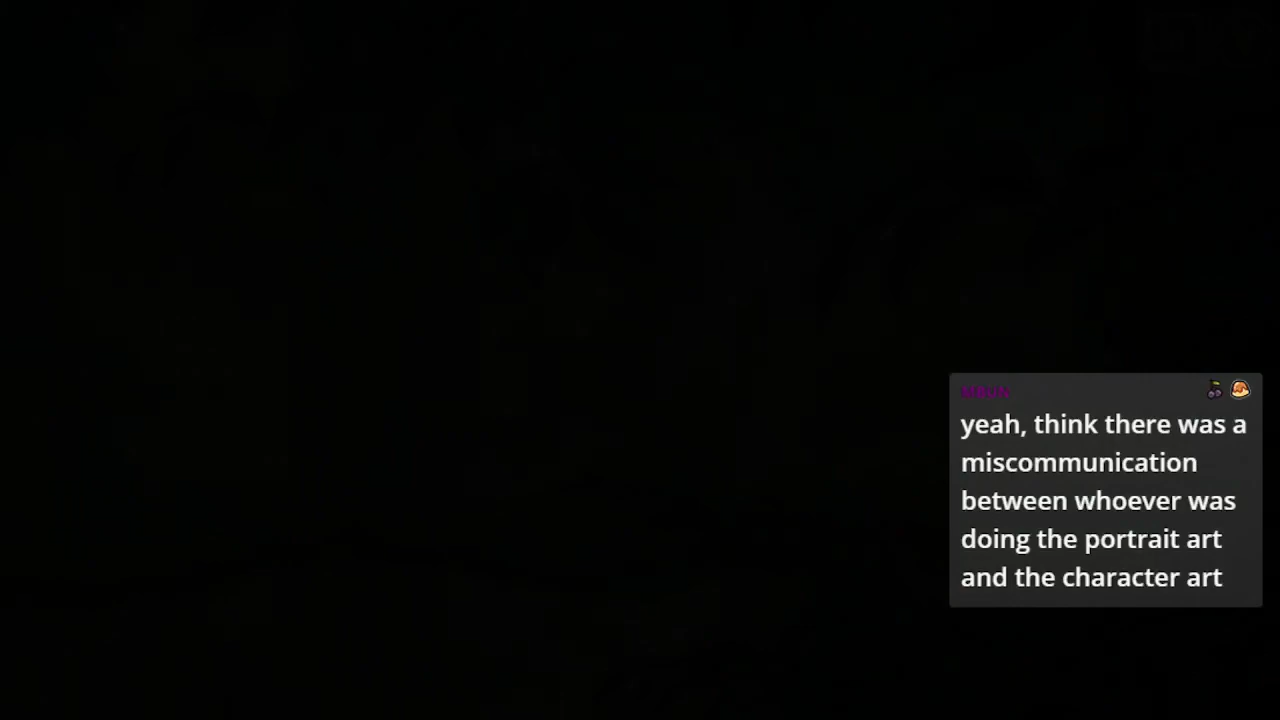 yeah, think there was a
miscommunication
between whoever was
doing the portrait art
and the character art